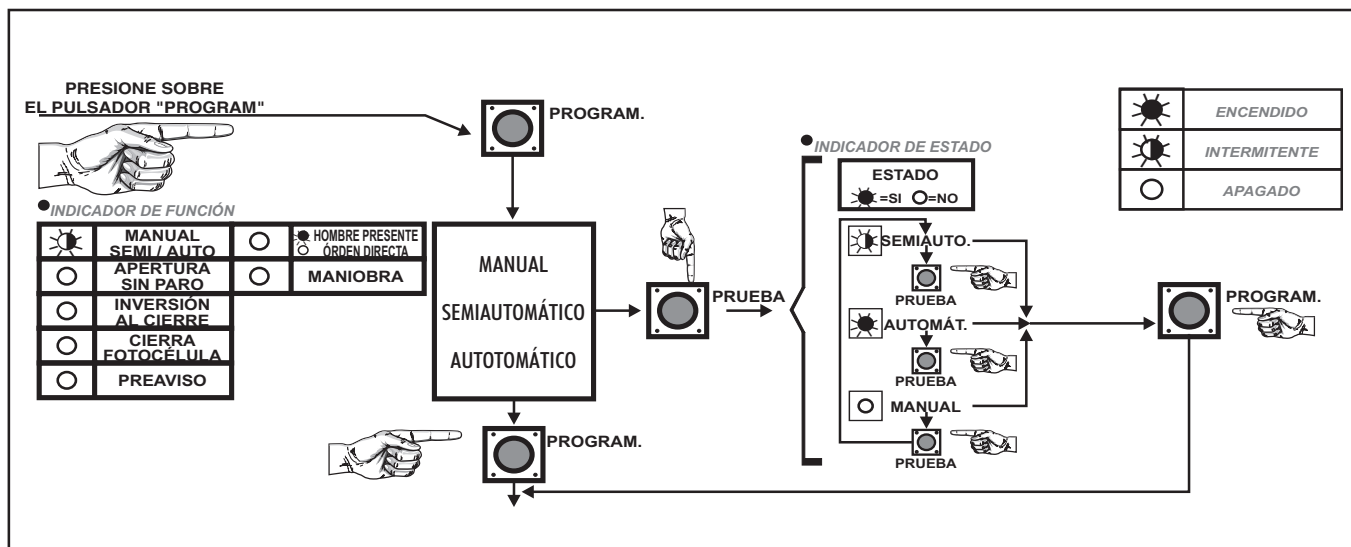 PRESIONE SOBRE
EL PULSADOR "PROGRAM"
PROGRAM.
INDICADOR DE FUNCIÓN
MANUAL
SEMI / AUTO
HOMBRE PRESENTE
ÓRDEN DIRECTA
APERTURA
SIN PARO
MANIOBRA
INVERSIÓN
AL CIERRE
CIERRA
FOTOCÉLULA
PREAVISO
MANUAL
SEMIAUTOMÁTICO
AUTOTOMÁTICO
PROGRAM.
PRUEBA
INDICADOR DE ESTADO
ESTADO
=SI =NO
SEMIAUTO.
PRUEBA
AUTOMÁT.
PRUEBA
MANUAL
PRUEBA
PROGRAM.
ENCENDIDO
INTERMITENTE
APAGADO